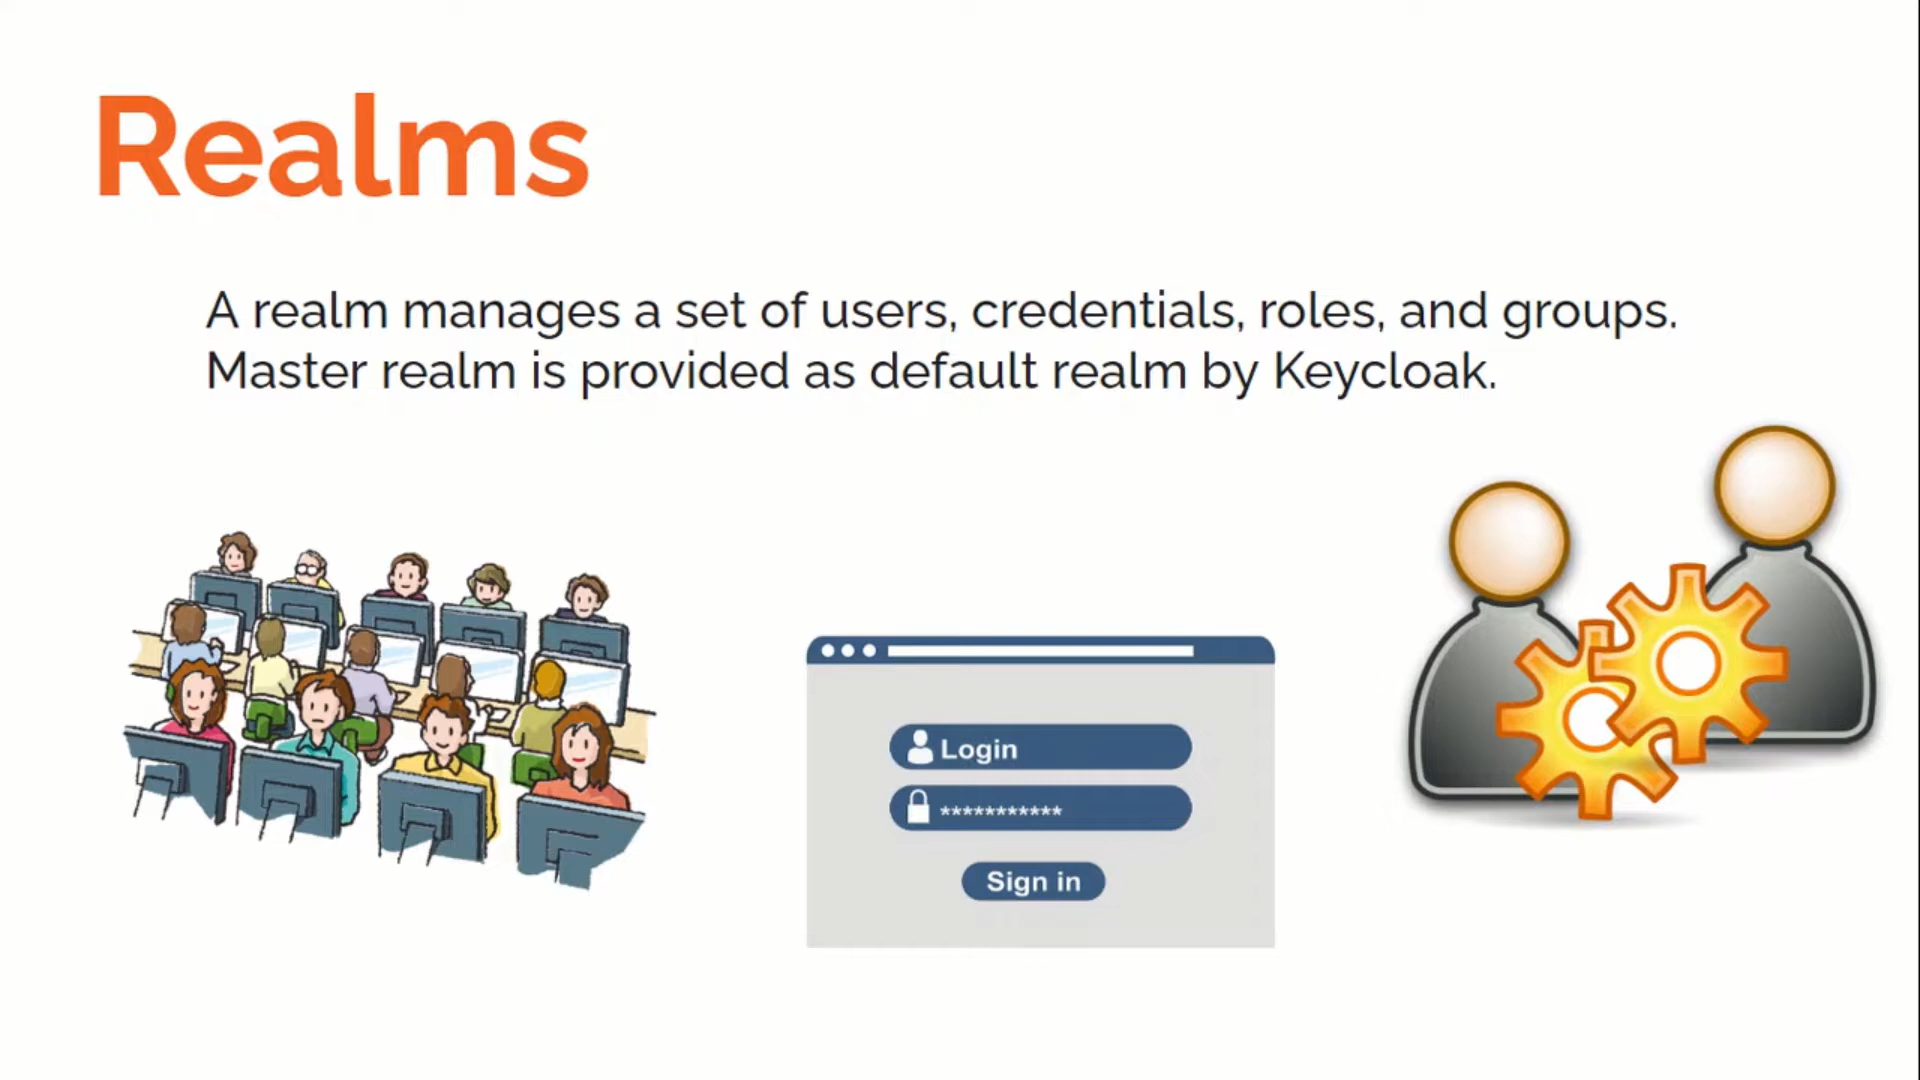 Realms
A realm manages a set of users, credentials, roles, and groups.
Master realm is provided as default realm by Keycloak.
Login
***********
Sign in